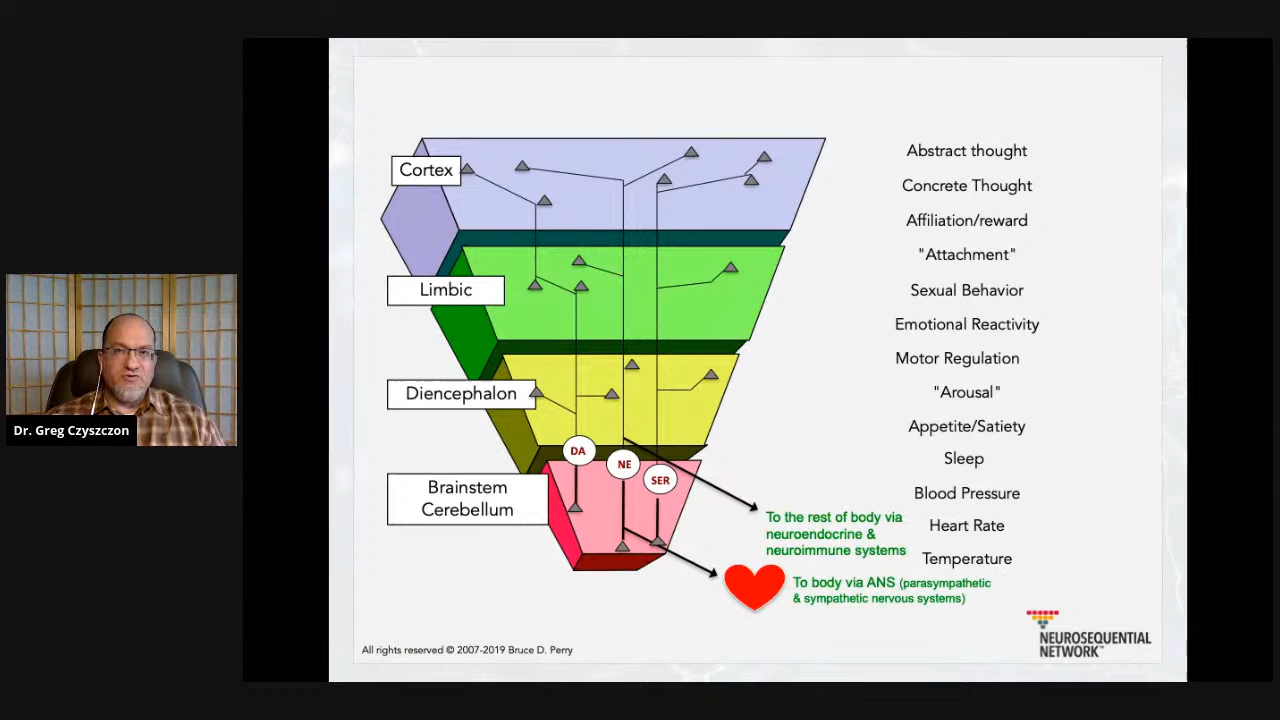 Cortex
Limbic
Diencephalon
Brainstem
Cerebellum
DA
NE
SER
Abstract thought
Concrete Thought
Affiliation/reward
"Attachment"
Sexual Behavior
Emotional Reactivity
Motor Regulation
"Arousal"
Appetite/Satiety
Sleep
Blood Pressure
Heart Rate
Temperature
To the rest of body via
neuroendocrine &
neuroimmune systems
To body via ANS (parasympathetic
& sympathetic nervous systems)
Dr. Greg Czyszczon
All rights reserved © 2007-2019 Bruce D. Perry
NEUROSEQUENTIAL
NETWORK™